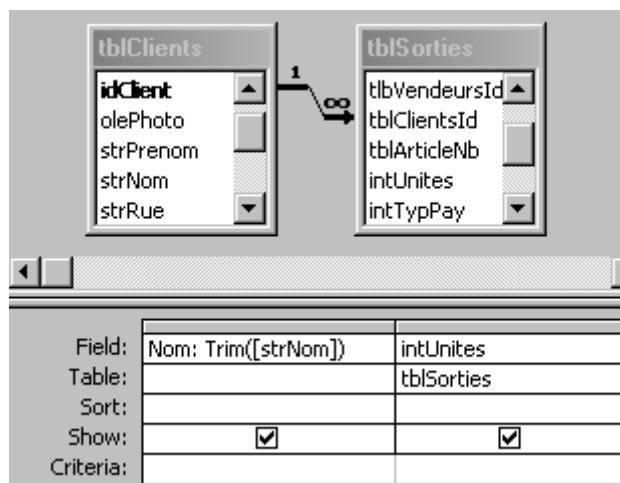 tblClients
idClient
olePhoto
strPrenom
strNom
strRue
1
∞
tblSorties
tlbVendeursId
tblClientsId
tblArticleNb
intUnites
intTypPay
Field: Nom: Trim([strNom]) intUnites
Table: tblSorties
Sort:
Show:
Criteria: